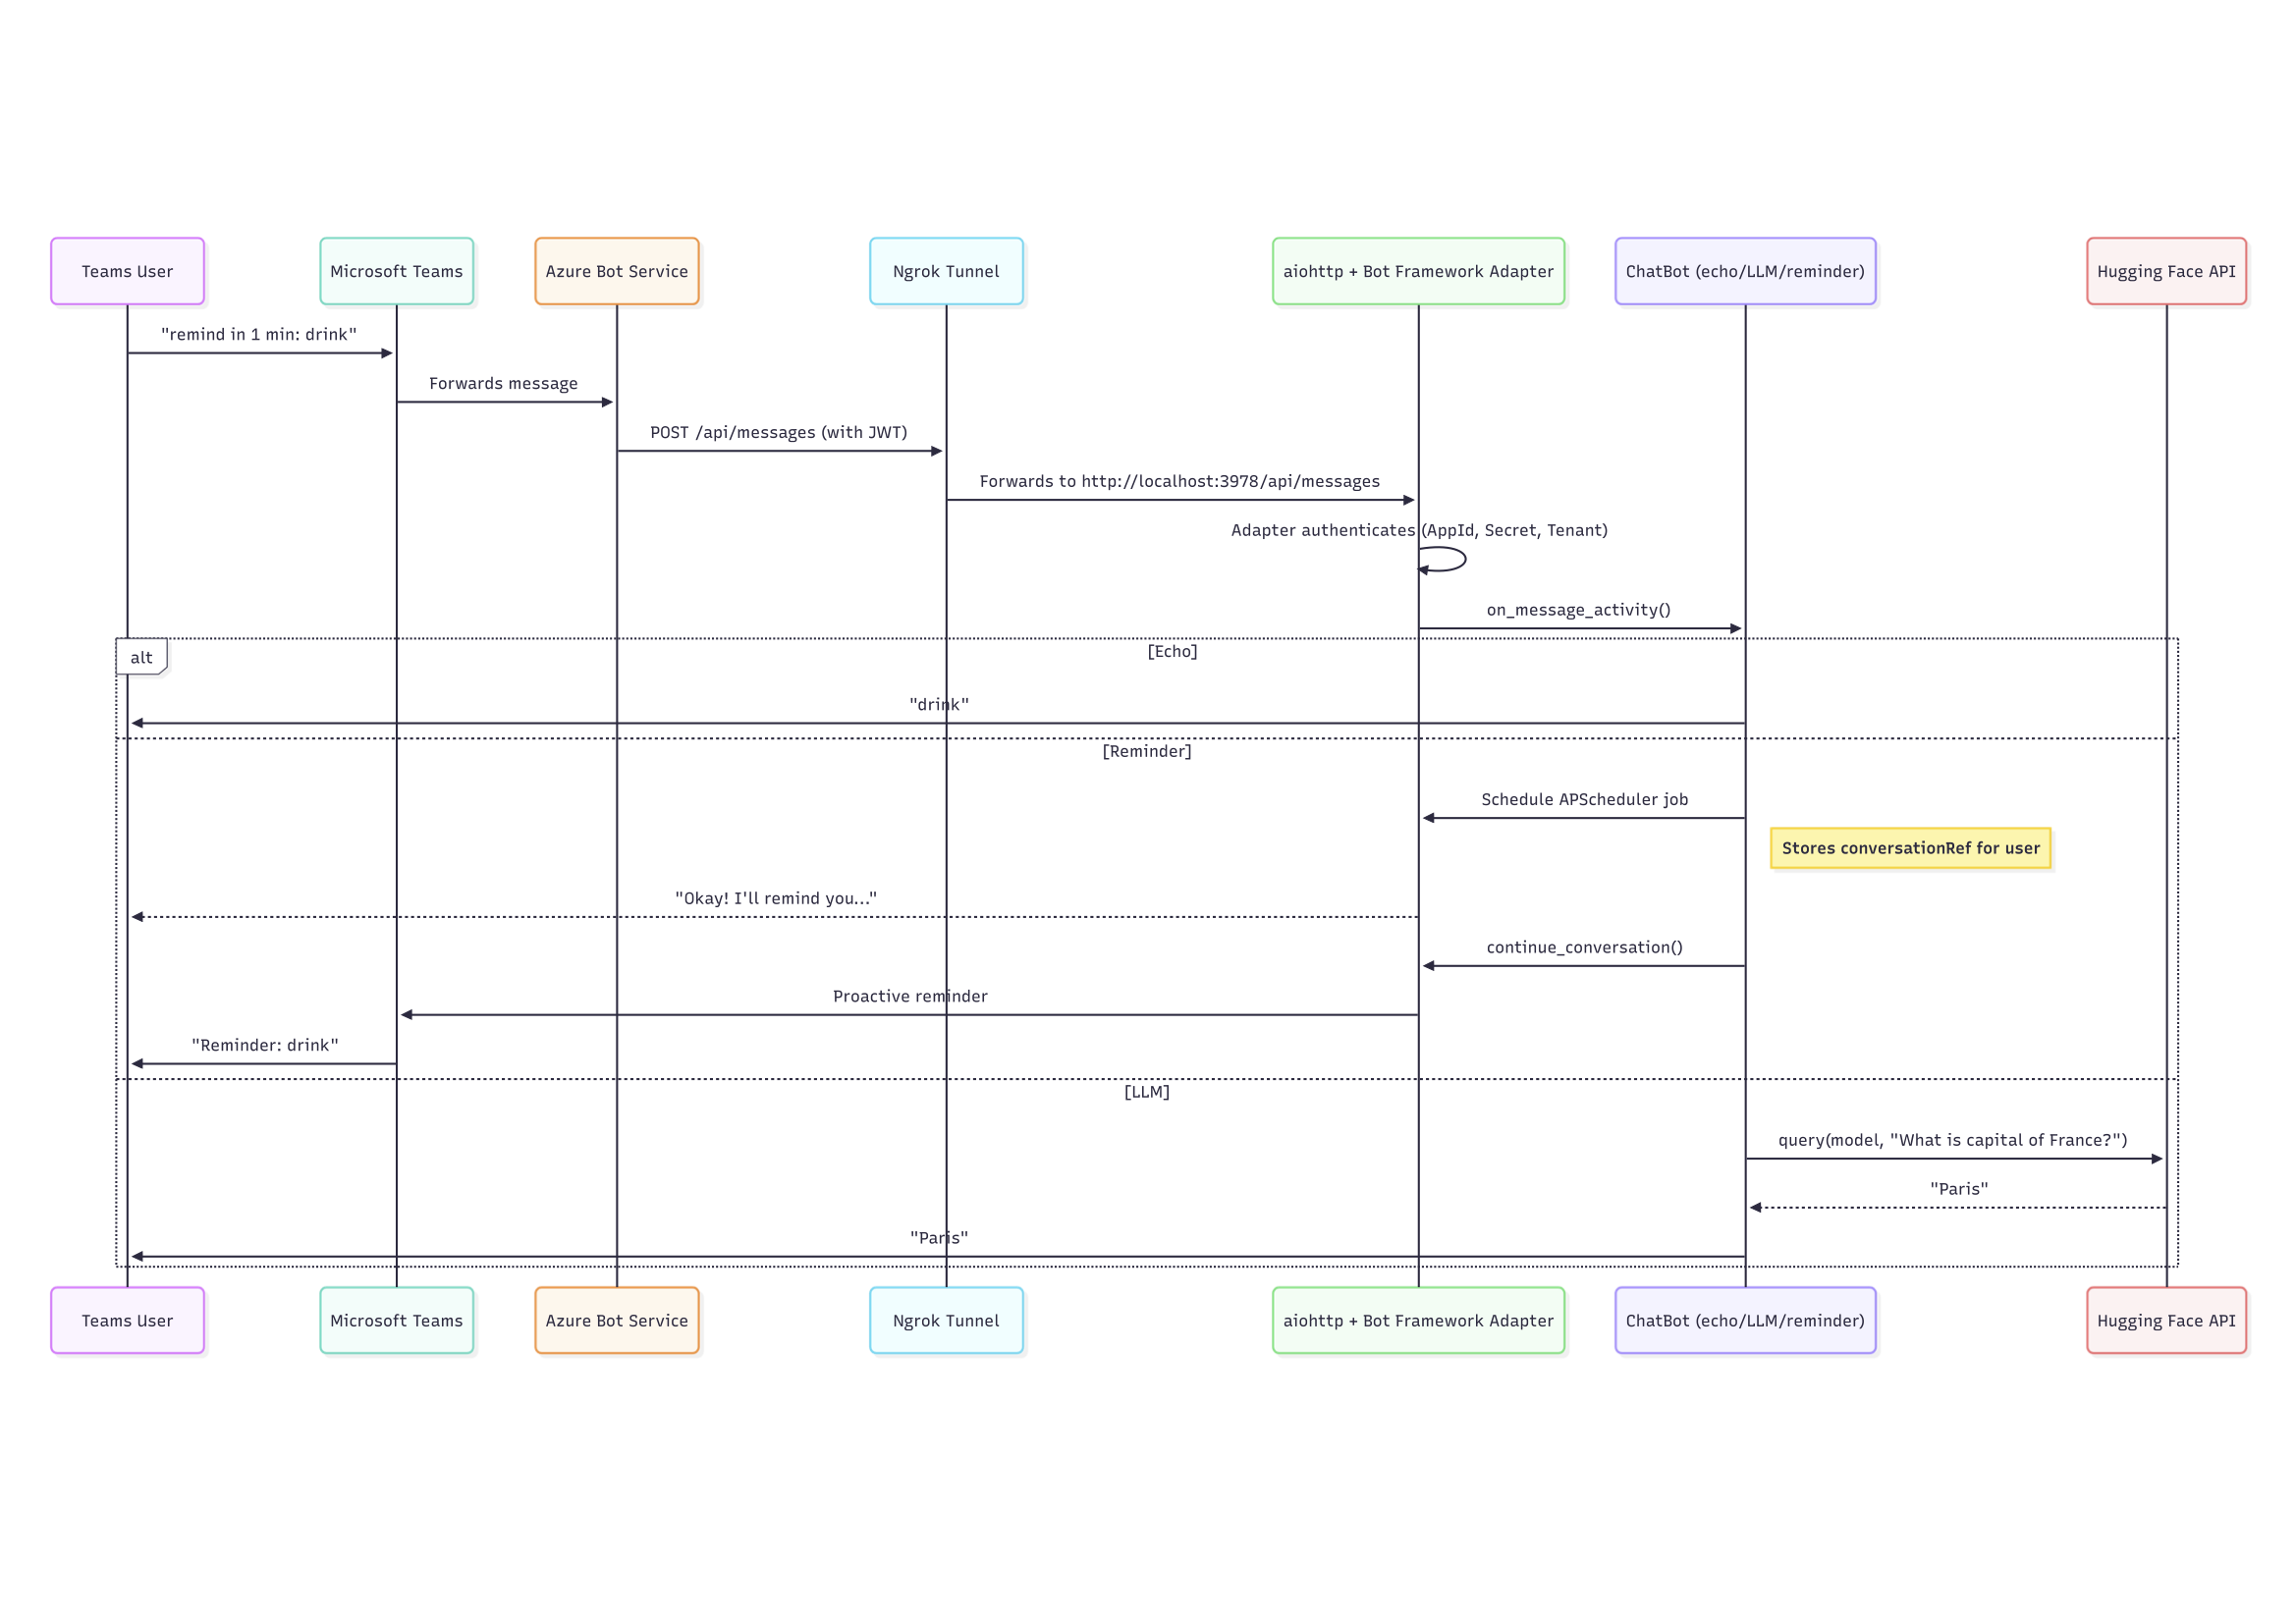 Teams User
Microsoft Teams
Azure Bot Service
Ngrok Tunnel
aiohttp + Bot Framework Adapter
ChatBot (echo/LLM/reminder)
Hugging Face API
"remind in 1 min: drink"
Forwards message
POST /api/messages (with JWT)
Forwards to http://localhost:3978/api/messages
Adapter authenticates (AppId, Secret, Tenant)
on_message_activity()
alt
[Echo]
"drink"
[Reminder]
Schedule APScheduler job
Stores conversationRef for user
"Okay! I'll remind you..."
continue_conversation()
Proactive reminder
"Reminder: drink"
[LLM]
query(model, "What is capital of France?")
"Paris"
"Paris"
Teams User
Microsoft Teams
Azure Bot Service
Ngrok Tunnel
aiohttp + Bot Framework Adapter
ChatBot (echo/LLM/reminder)
Hugging Face API